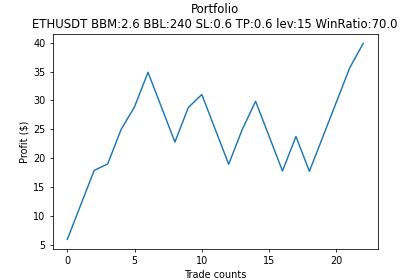 Portfolio
ETHUSDT BBM:2.6 BBL:240 SL:0.6 TP:0.6 lev:15 WinRatio:70.0
40
35
30
25
20
15
10
5
Profit ($)
0 5 10 15 20
Trade counts